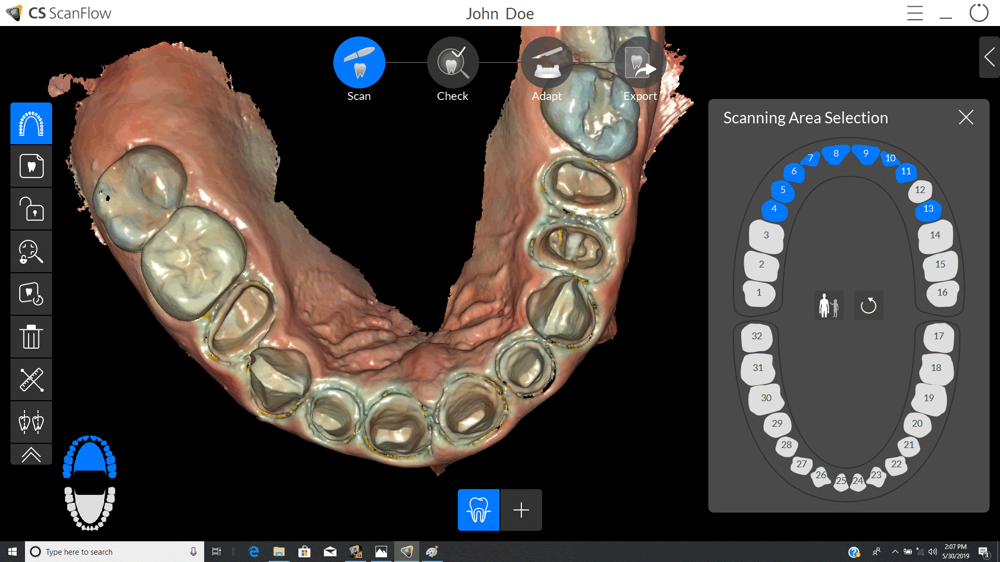 CS ScanFlow
John Doe
Scan
Check
Adapt
Export
Scanning Area Selection
7 8 9 10
6 11
5 12
4 13
3 14
2 15
1 16
32 17
31 18
30 19
29 20
28 21
27 22
26 25 24 23
Type here to search
2:07 PM
5/30/2019
3